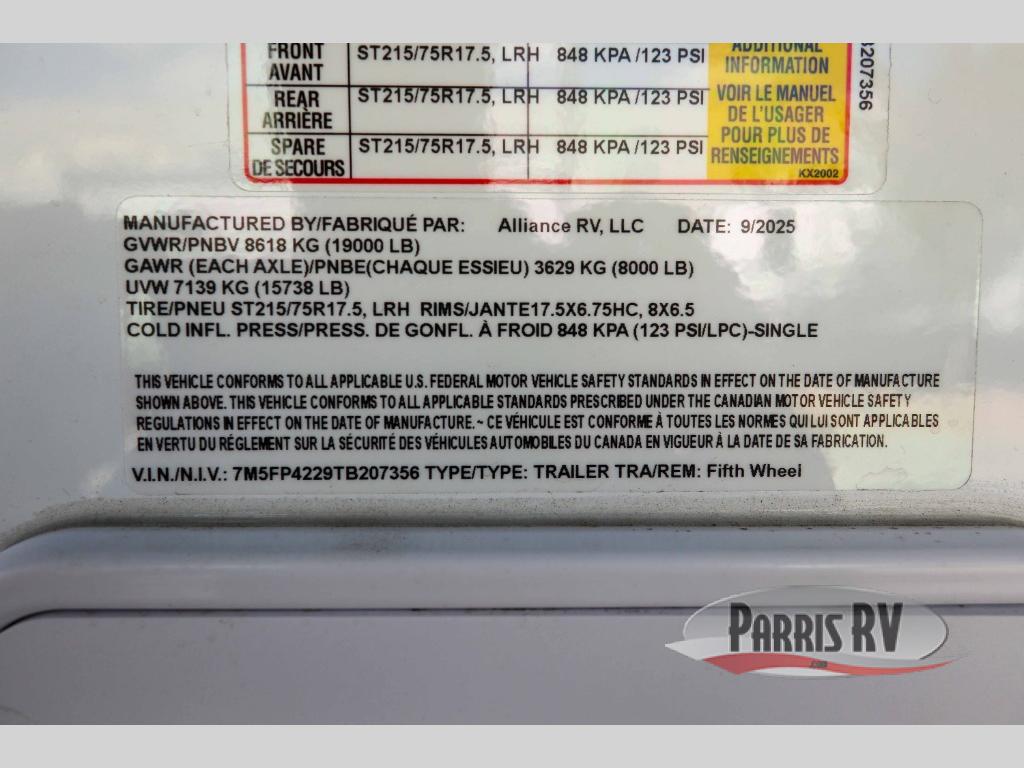 FRONT ST215/75R17.5, LRH 848 KPA /123 PSI ADDITIONAL
AVANT INFORMATION
REAR ST215/75R17.5, LRH 848 KPA /123 PSI VOIR LE MANUEL
ARRIÈRE DE L'USAGER
SPARE ST215/75R17.5, LRH 848 KPA /123 PSI POUR PLUS DE
DE SECOURS RENSEIGNEMENTS
KX2002
207356
MANUFACTURED BY/FABRIQUÉ PAR: Alliance RV, LLC DATE: 9/2025
GVWR/PNBV 8618 KG (19000 LB)
GAWR (EACH AXLE)/PNBE(CHAQUE ESSIEU) 3629 KG (8000 LB)
UVW 7139 KG (15738 LB)
TIRE/PNEU ST215/75R17.5, LRH RIMS/JANTE17.5X6.75HC, 8X6.5
COLD INFL. PRESS/PRESS. DE GONFL. À FROID 848 KPA (123 PSI/LPC)-SINGLE
THIS VEHICLE CONFORMS TO ALL APPLICABLE U.S. FEDERAL MOTOR VEHICLE SAFETY STANDARDS IN EFFECT ON THE DATE OF MANUFACTURE
SHOWN ABOVE. THIS VEHICLE CONFORMS TO ALL APPLICABLE STANDARDS PRESCRIBED UNDER THE CANADIAN MOTOR VEHICLE SAFETY
REGULATIONS IN EFFECT ON THE DATE OF MANUFACTURE.~ CE VÉHICULE EST CONFORME À TOUTES LES NORMES QUI LUI SONT APPLICABLES
EN VERTU DU RÉGLEMENT SUR LA SÉCURITÉ DES VÉHICULES AUTOMOBILES DU CANADA EN VIGUEUR À LA DATE DE SA FABRICATION.
V.I.N./N.I.V.: 7M5FP4229TB207356 TYPE/TYPE: TRAILER TRA/REM: Fifth Wheel
PARRIS RV
.com